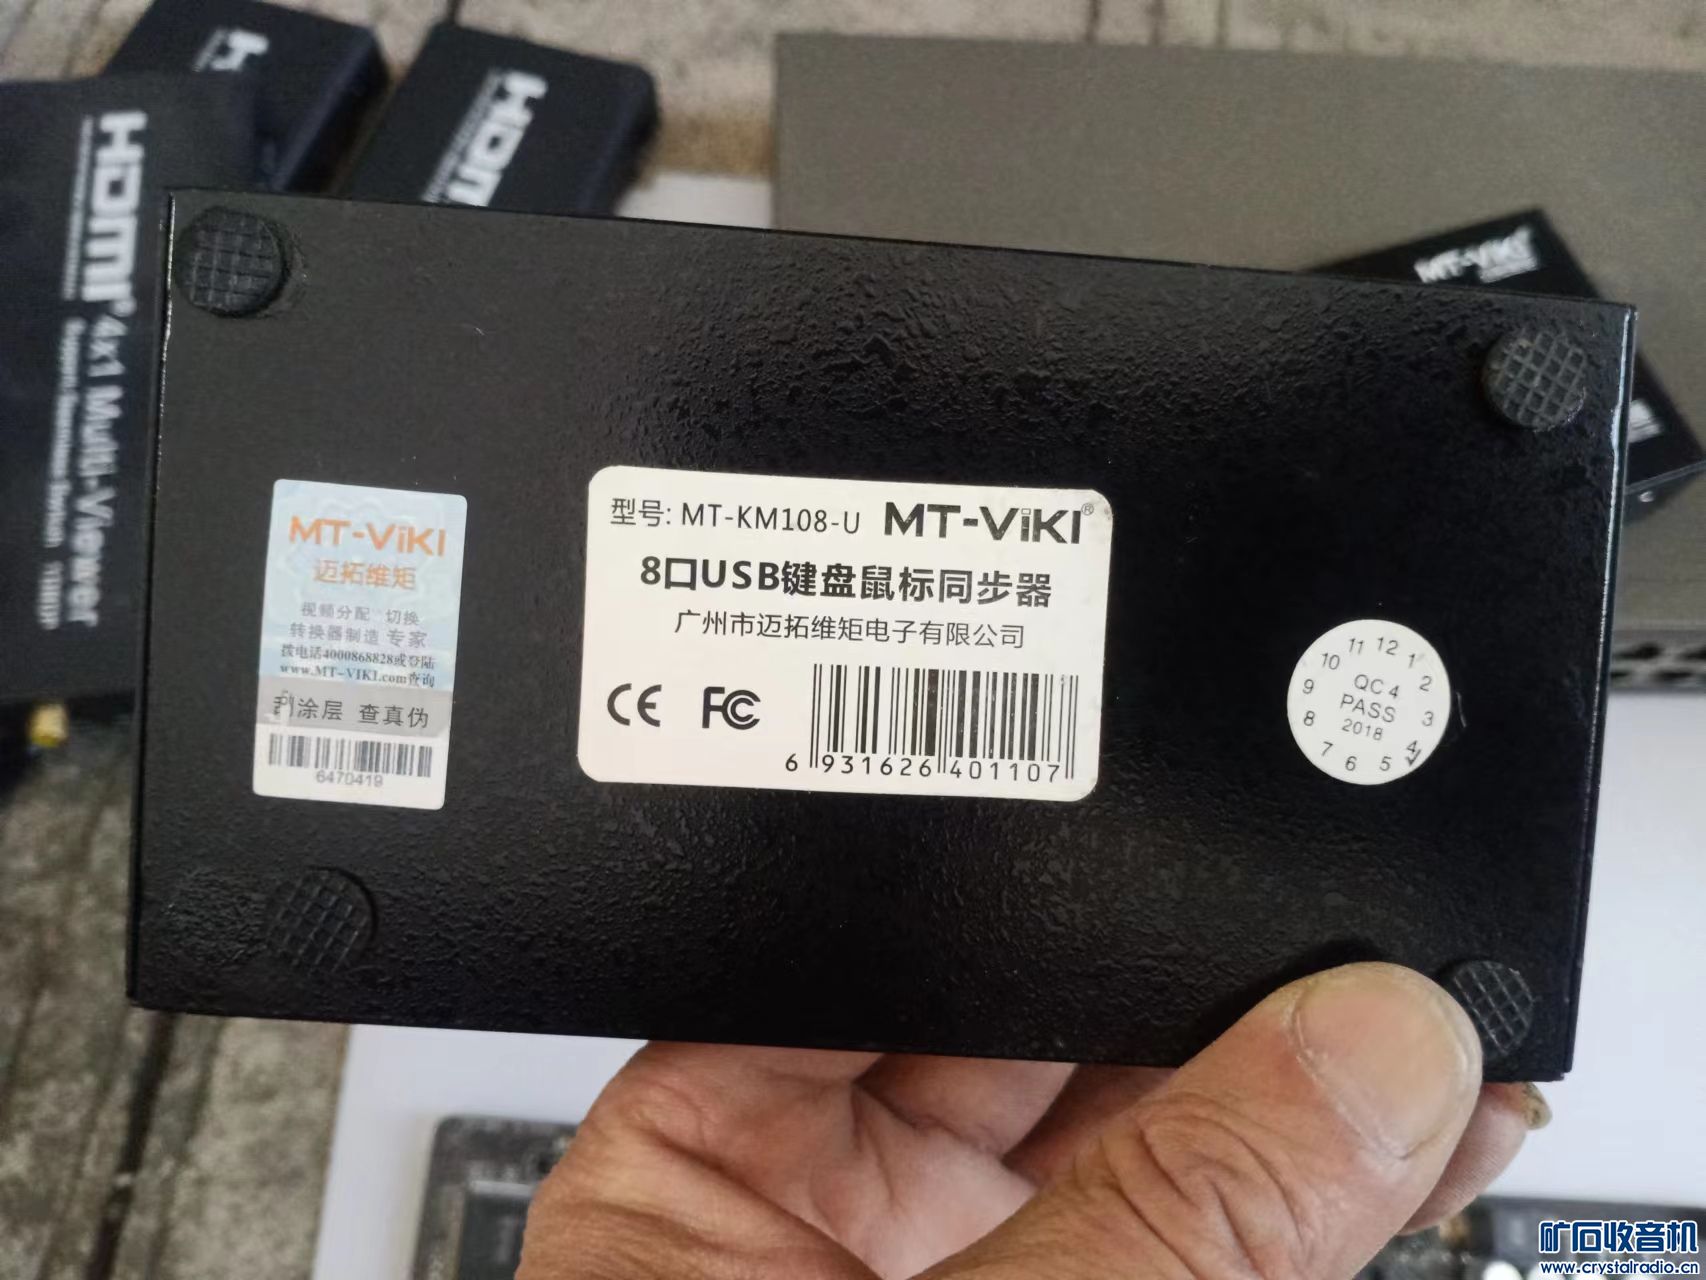 HDMI
HDMI® 4x1 Multi-Viewer
MT-ViKI
型号: MT-KM108-U MT-ViKI®
8口USB键盘鼠标同步器
广州市迈拓维矩电子有限公司
CE FC
6 931626 401107
MT-ViKI
迈拓维矩
视频分配 切换
转换器制造 专家
拨电话4000868828或登陆
www.MT-VIKI.com查询
刮涂层 查真伪
6470419
11 12 1
10 2
9 QC 4 3
8 PASS 4
2018
7 6 5
矿石收音机
www.crystalradio.cn